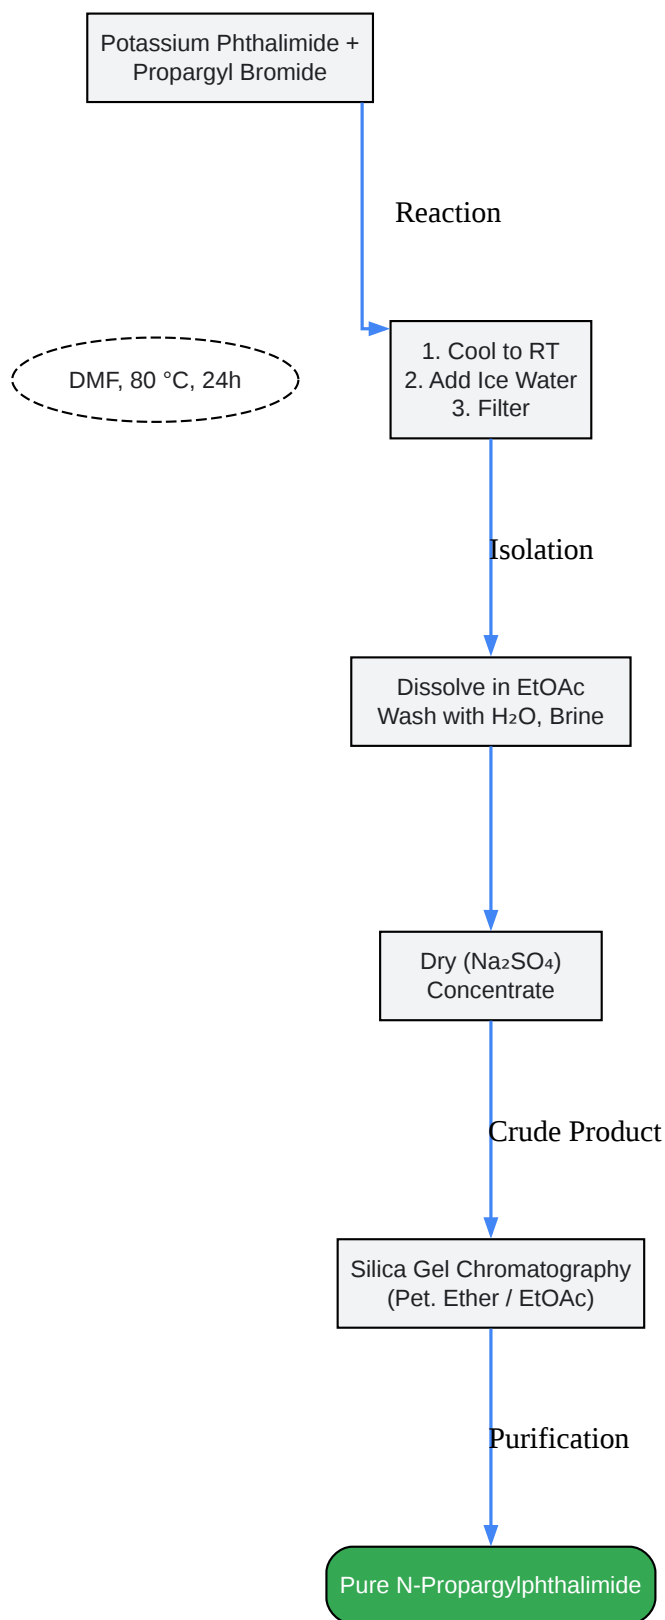 Potassium Phthalimide +
Propargyl Bromide
Reaction
DMF, 80 °C, 24h
1. Cool to RT
2. Add Ice Water
3. Filter
Isolation
Dissolve in EtOAc
Wash with H₂O, Brine
Dry (Na₂SO₄)
Concentrate
Crude Product
Silica Gel Chromatography
(Pet. Ether / EtOAc)
Purification
Pure N-Propargylphthalimide